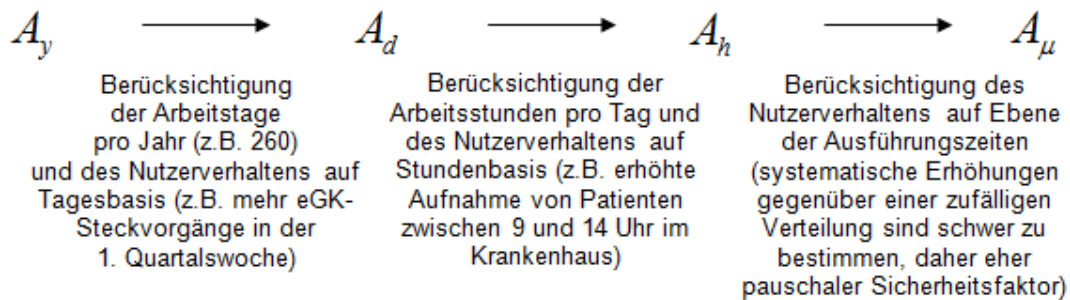 A_y → A_d → A_h → A_μ
Berücksichtigung
der Arbeitstage
pro Jahr (z.B. 260)
und des Nutzerverhaltens auf
Tagesbasis (z.B. mehr eGK-
Steckvorgänge in der
1. Quartalswoche)
Berücksichtigung der
Arbeitsstunden pro Tag und
des Nutzerverhaltens auf
Stundenbasis (z.B. erhöhte
Aufnahme von Patienten
zwischen 9 und 14 Uhr im
Krankenhaus)
Berücksichtigung des
Nutzerverhaltens auf Ebene
der Ausführungszeiten
(systematische Erhöhungen
gegenüber einer zufälligen
Verteilung sind schwer zu
bestimmen, daher eher
pauschaler Sicherheitsfaktor)